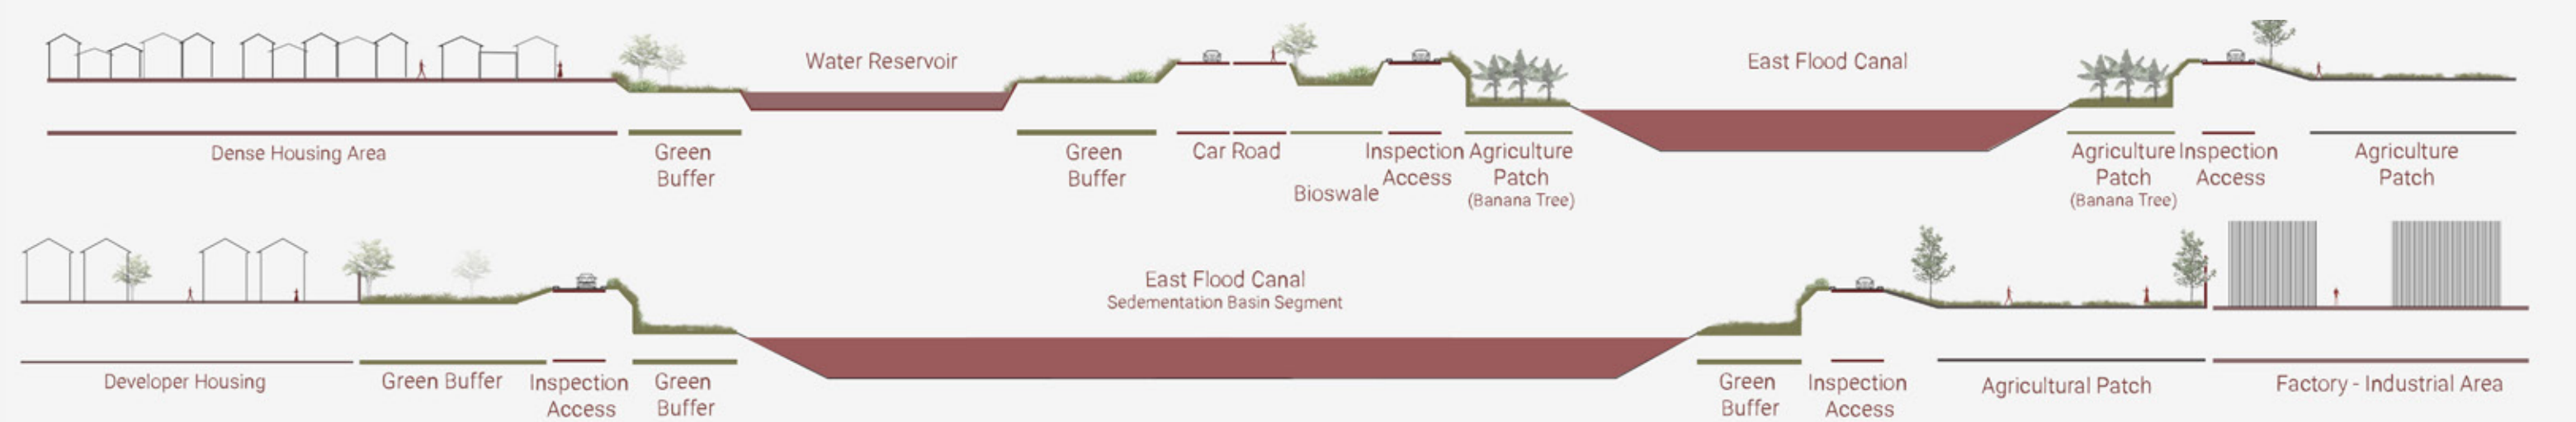 Water Reservoir
East Flood Canal
Dense Housing Area
Green
Buffer
Green
Buffer
Car Road
Bioswale
Inspection
Access
Agriculture
Patch
(Banana Tree)
Agriculture
Patch
(Banana Tree)
Inspection
Access
Agriculture
Patch
East Flood Canal
Sedementation Basin Segment
Developer Housing
Green Buffer
Inspection
Access
Green
Buffer
Green
Buffer
Inspection
Access
Agricultural Patch
Factory - Industrial Area